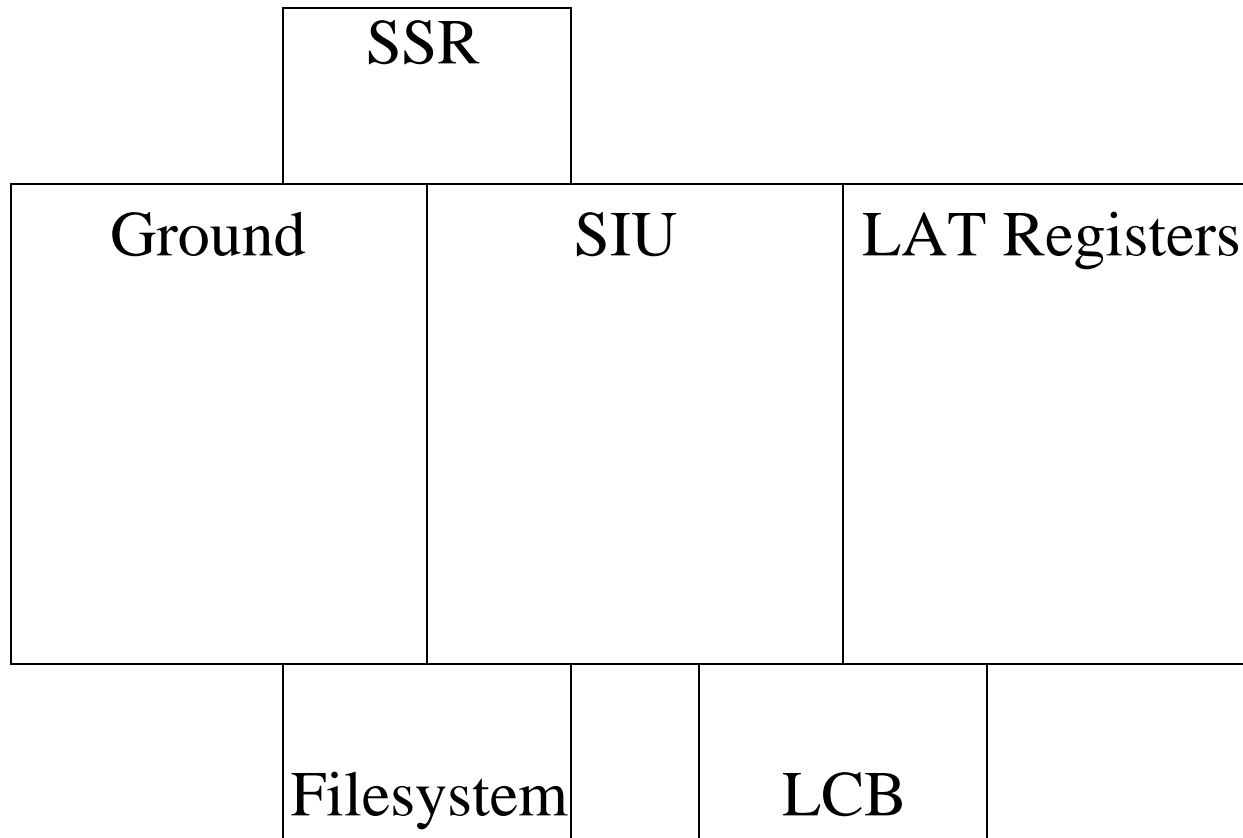 SSR
Ground
SIU
LAT Registers
Filesystem
LCB